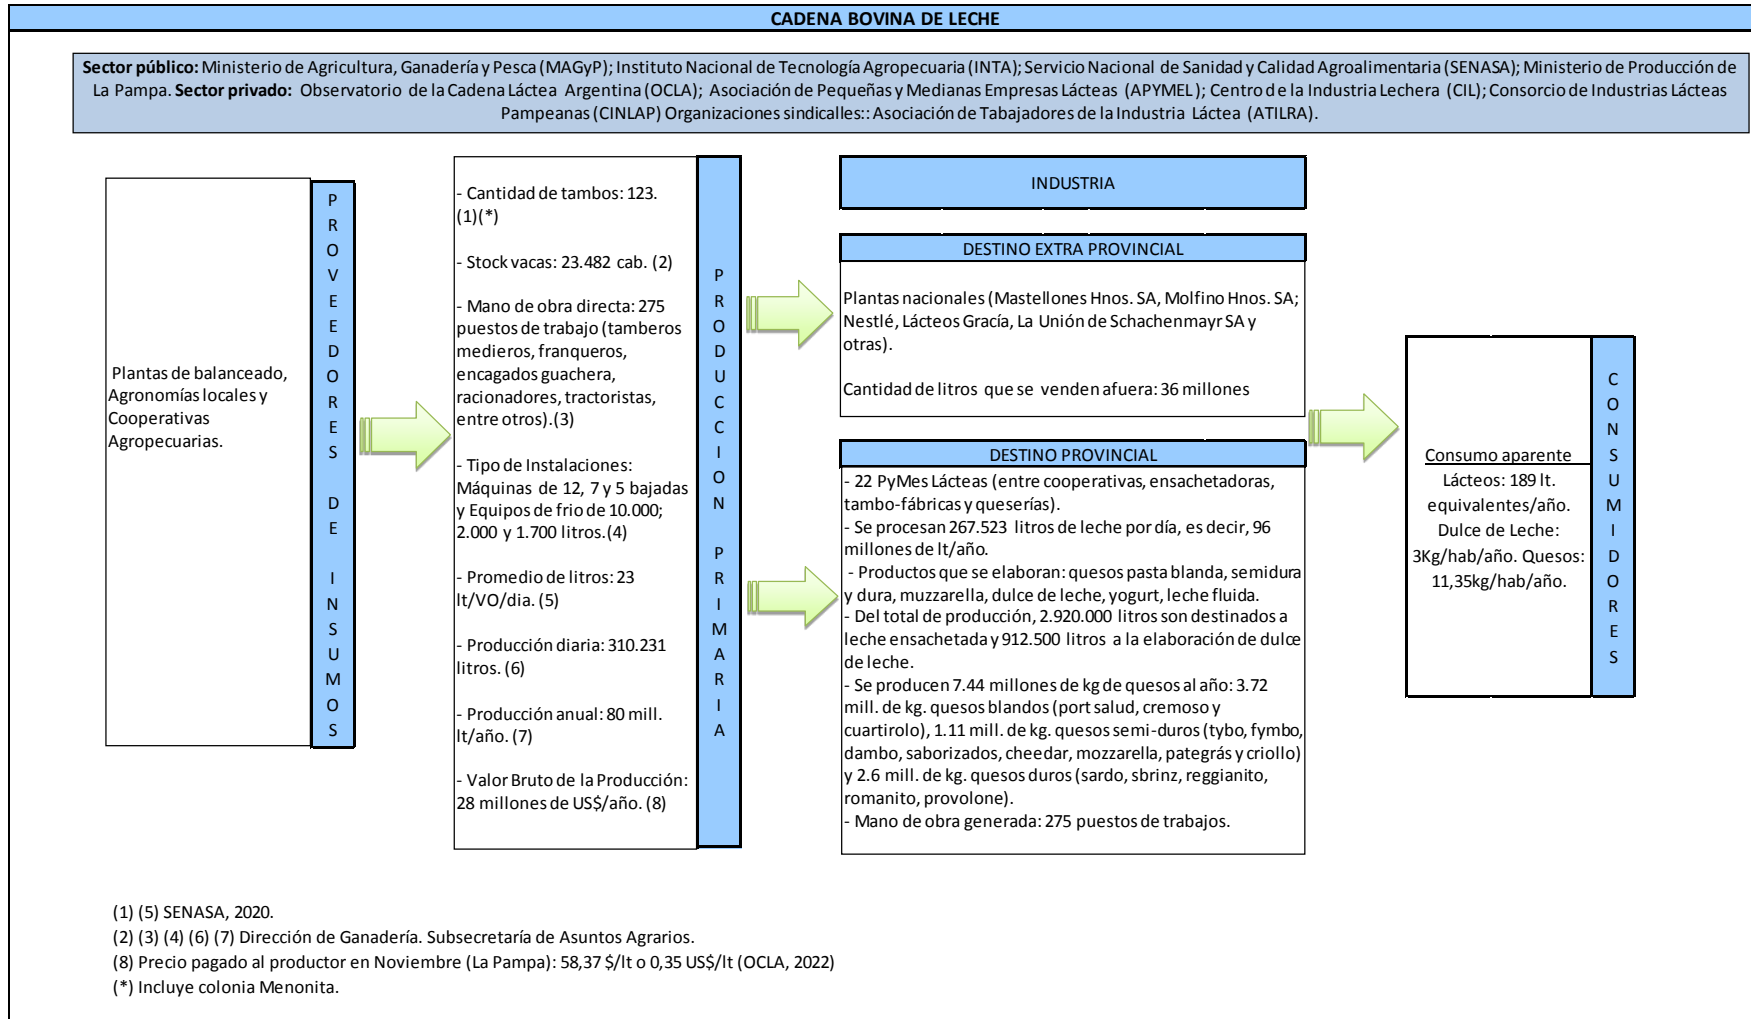 CADENA BOVINA DE LECHE
Sector público: Ministerio de Agricultura, Ganadería y Pesca (MAGyP); Instituto Nacional de Tecnología Agropecuaria (INTA); Servicio Nacional de Sanidad y Calidad Agroalimentaria (SENASA); Ministerio de Producción de
La Pampa. Sector privado: Observatorio de la Cadena Láctea Argentina (OCLA); Asociación de Pequeñas y Medianas Empresas Lácteas (APYMEL); Centro de la Industria Lechera (CIL); Consorcio de Industrias Lácteas
Pampeanas (CINLAP) Organizaciones sindicalles:: Asociación de Tabajadores de la Industria Láctea (ATILRA).
Plantas de balanceado,
Agronomías locales y
Cooperativas
Agropecuarias.
PROVEEDORES DE INSUMOS
- Cantidad de tambos: 123.
(1)(*)
- Stock vacas: 23.482 cab. (2)
- Mano de obra directa: 275
puestos de trabajo (tamberos
medieros, franqueros,
encagados guachera,
racionadores, tractoristas,
entre otros).(3)
- Tipo de Instalaciones:
Máquinas de 12, 7 y 5 bajadas
y Equipos de frio de 10.000;
2.000 y 1.700 litros.(4)
- Promedio de litros: 23
lt/VO/dia. (5)
- Producción diaria: 310.231
litros. (6)
- Producción anual: 80 mill.
lt/año. (7)
- Valor Bruto de la Producción:
28 millones de US$/año. (8)
PRODUCCION PRIMARIA
INDUSTRIA
DESTINO EXTRA PROVINCIAL
Plantas nacionales (Mastellones Hnos. SA, Molfino Hnos. SA;
Nestlé, Lácteos Gracía, La Unión de Schachenmayr SA y
otras).
Cantidad de litros que se venden afuera: 36 millones
DESTINO PROVINCIAL
- 22 PyMes Lácteas (entre cooperativas, ensachetadoras,
tambo-fábricas y queserías).
- Se procesan 267.523 litros de leche por día, es decir, 96
millones de lt/año.
- Productos que se elaboran: quesos pasta blanda, semidura
y dura, muzzarella, dulce de leche, yogurt, leche fluida.
- Del total de producción, 2.920.000 litros son destinados a
leche ensachetada y 912.500 litros a la elaboración de dulce
de leche.
- Se producen 7.44 millones de kg de quesos al año: 3.72
mill. de kg. quesos blandos (port salud, cremoso y
cuartirolo), 1.11 mill. de kg. quesos semi-duros (tybo, fymbo,
dambo, saborizados, cheedar, mozzarella, pategrás y criollo)
y 2.6 mill. de kg. quesos duros (sardo, sbrinz, reggianito,
romanito, provolone).
- Mano de obra generada: 275 puestos de trabajos.
Consumo aparente
Lácteos: 189 lt.
equivalentes/año.
Dulce de Leche:
3Kg/hab/año. Quesos:
11,35kg/hab/año.
CONSUMIDORES
(1) (5) SENASA, 2020.
(2) (3) (4) (6) (7) Dirección de Ganadería. Subsecretaría de Asuntos Agrarios.
(8) Precio pagado al productor en Noviembre (La Pampa): 58,37 $/lt o 0,35 US$/lt (OCLA, 2022)
(*) Incluye colonia Menonita.